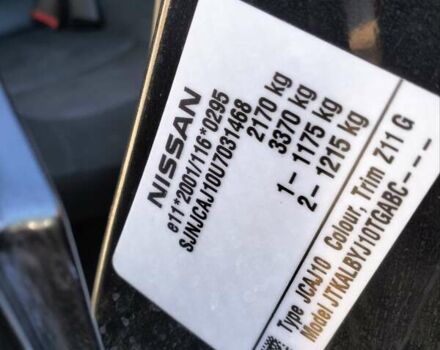 NISSAN
e11*2001/116*0295
SJNJCAJ10U7031468
2170 kg
3370 kg
1- 1175 kg
2- 1215 kg
Type JCAJ10 Colour, Trim Z11 G
Model JTKALBYJ10TGABC---